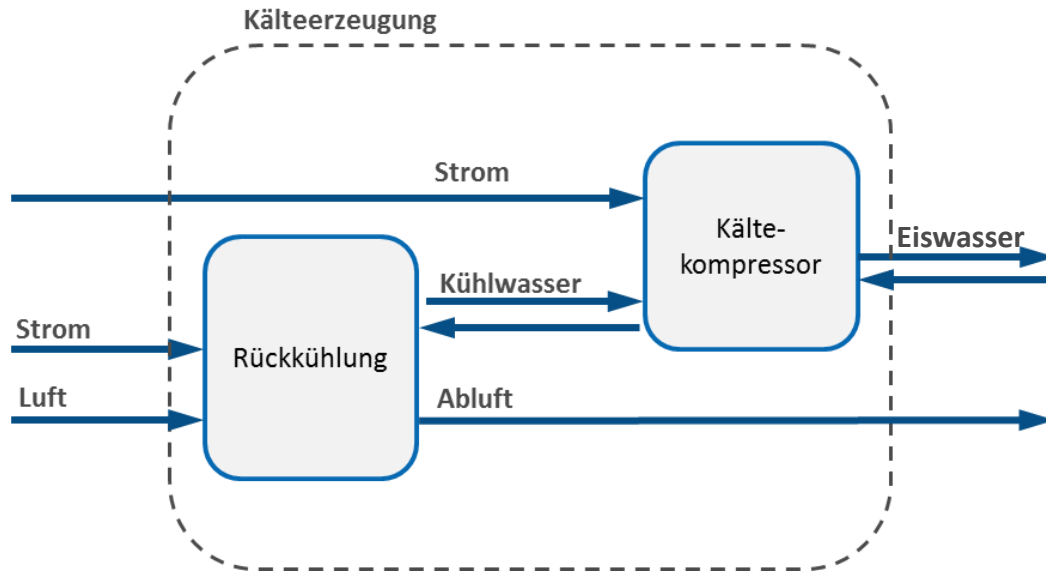 Kälteerzeugung
Strom
Kälte-
kompressor
Eiswasser
Kühlwasser
Strom
Rückkühlung
Luft
Abluft